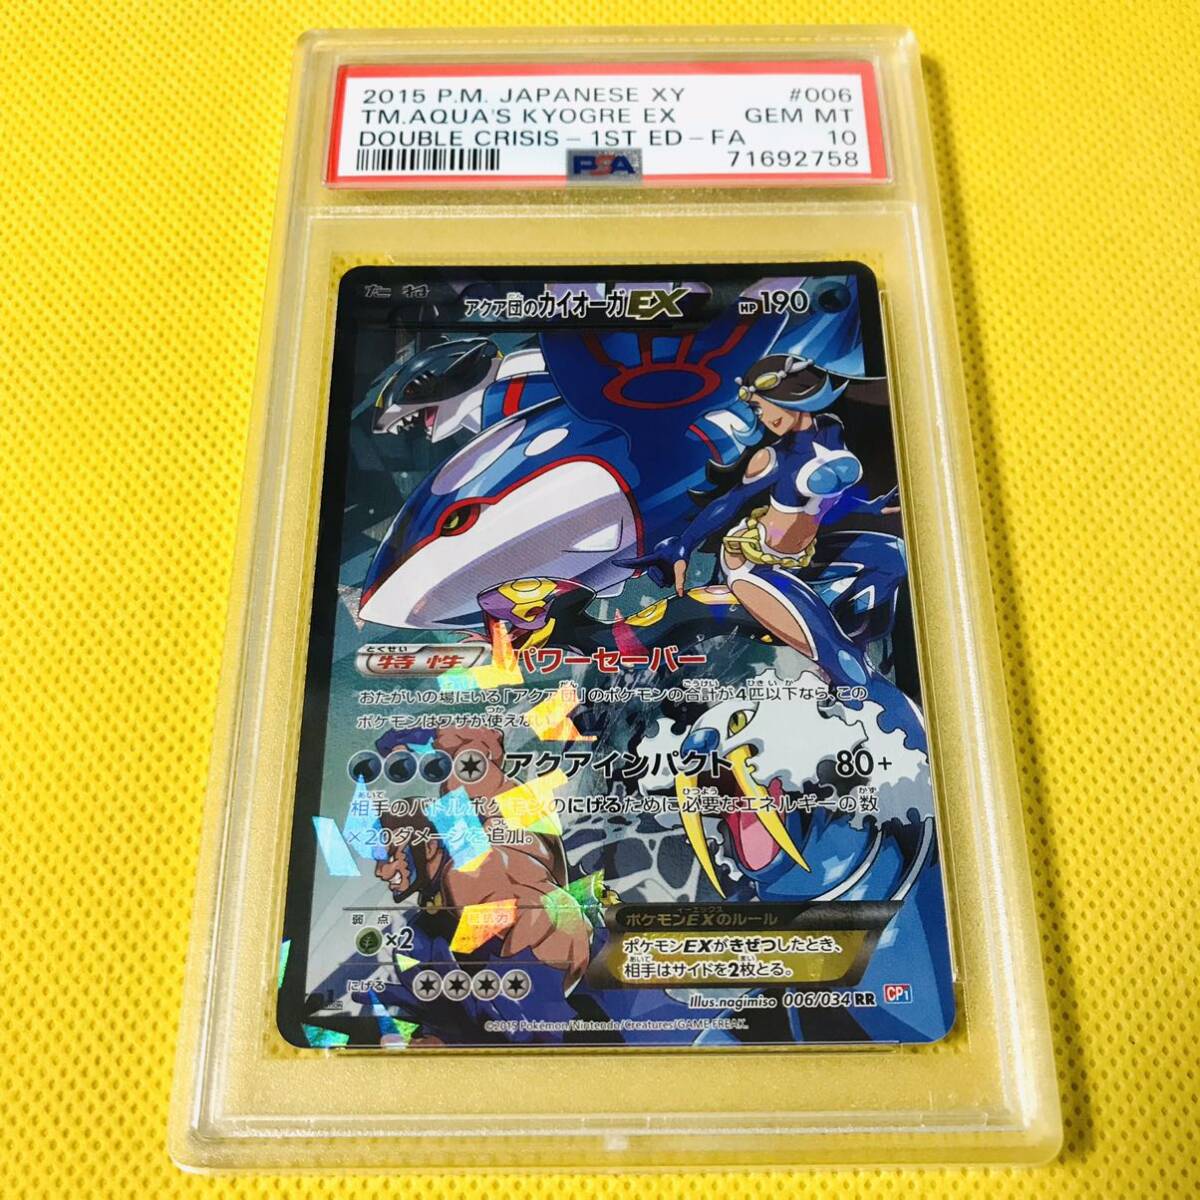 2015 P.M. JAPANESE XY #006
TM.AQUA'S KYOGRE EX GEM MT
DOUBLE CRISIS - 1ST ED - FA 10
71692758
PSA
たね アクア団のカイオーガEX HP190
とくせい
特性 パワーセーバー
おたがいの場にいる「アクア団」のポケモンの合計が4匹以下なら、この
ポケモンはワザが使えない。
アクアインパクト 80+
相手のバトルポケモンのにげるために必要なエネルギーの数
×20ダメージを追加。
弱点 抵抗力
×2
にげる
ポケモンEXのルール
ポケモンEXがきぜつしたとき、
相手はサイドを2枚とる。
Illus.nagimiso 006/034 RR CP1
©2015 Pokémon/Nintendo/Creatures/GAME FREAK.